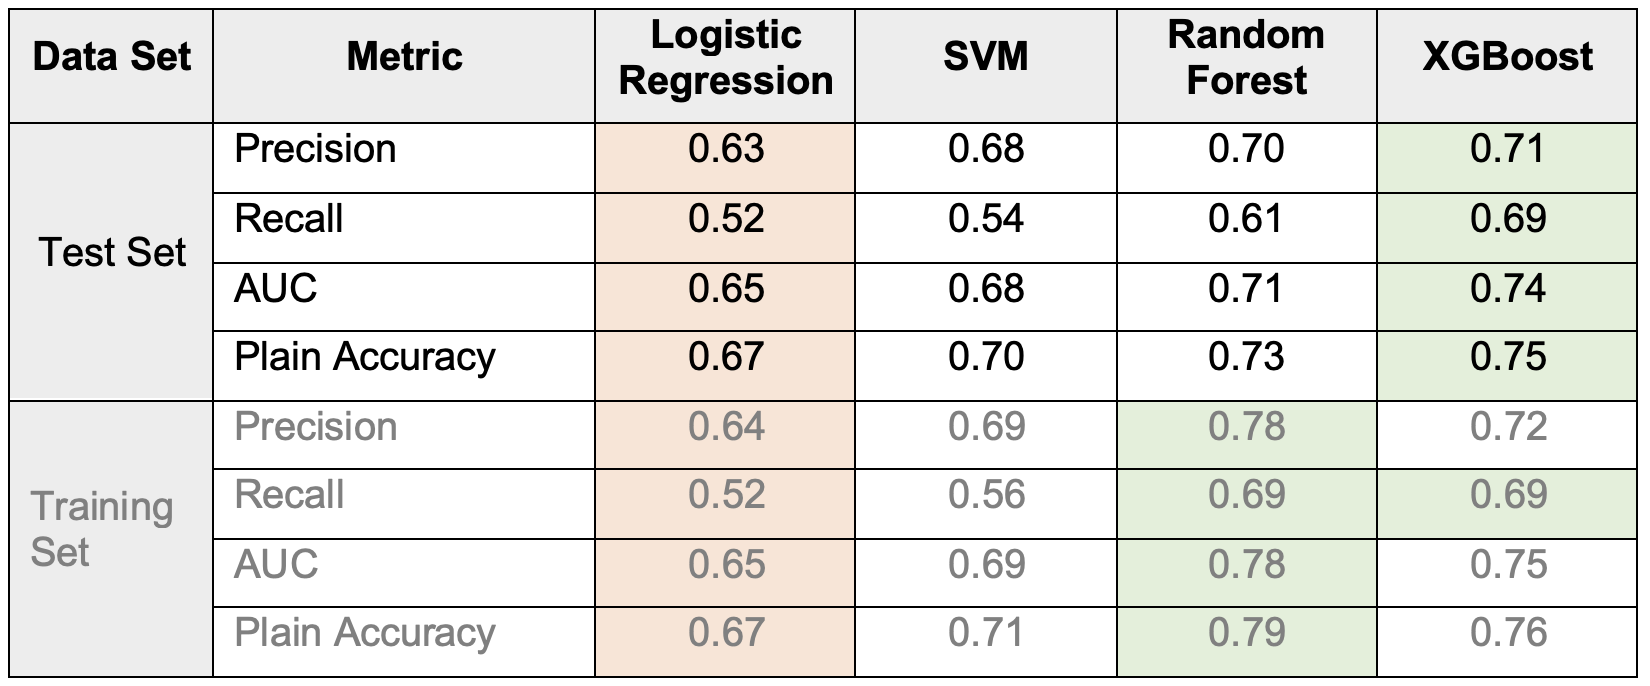 Data Set Metric Logistic Regression SVM Random Forest XGBoost
Test Set
Precision 0.63 0.68 0.70 0.71
Recall 0.52 0.54 0.61 0.69
AUC 0.65 0.68 0.71 0.74
Plain Accuracy 0.67 0.70 0.73 0.75
Training Set
Precision 0.64 0.69 0.78 0.72
Recall 0.52 0.56 0.69 0.69
AUC 0.65 0.69 0.78 0.75
Plain Accuracy 0.67 0.71 0.79 0.76